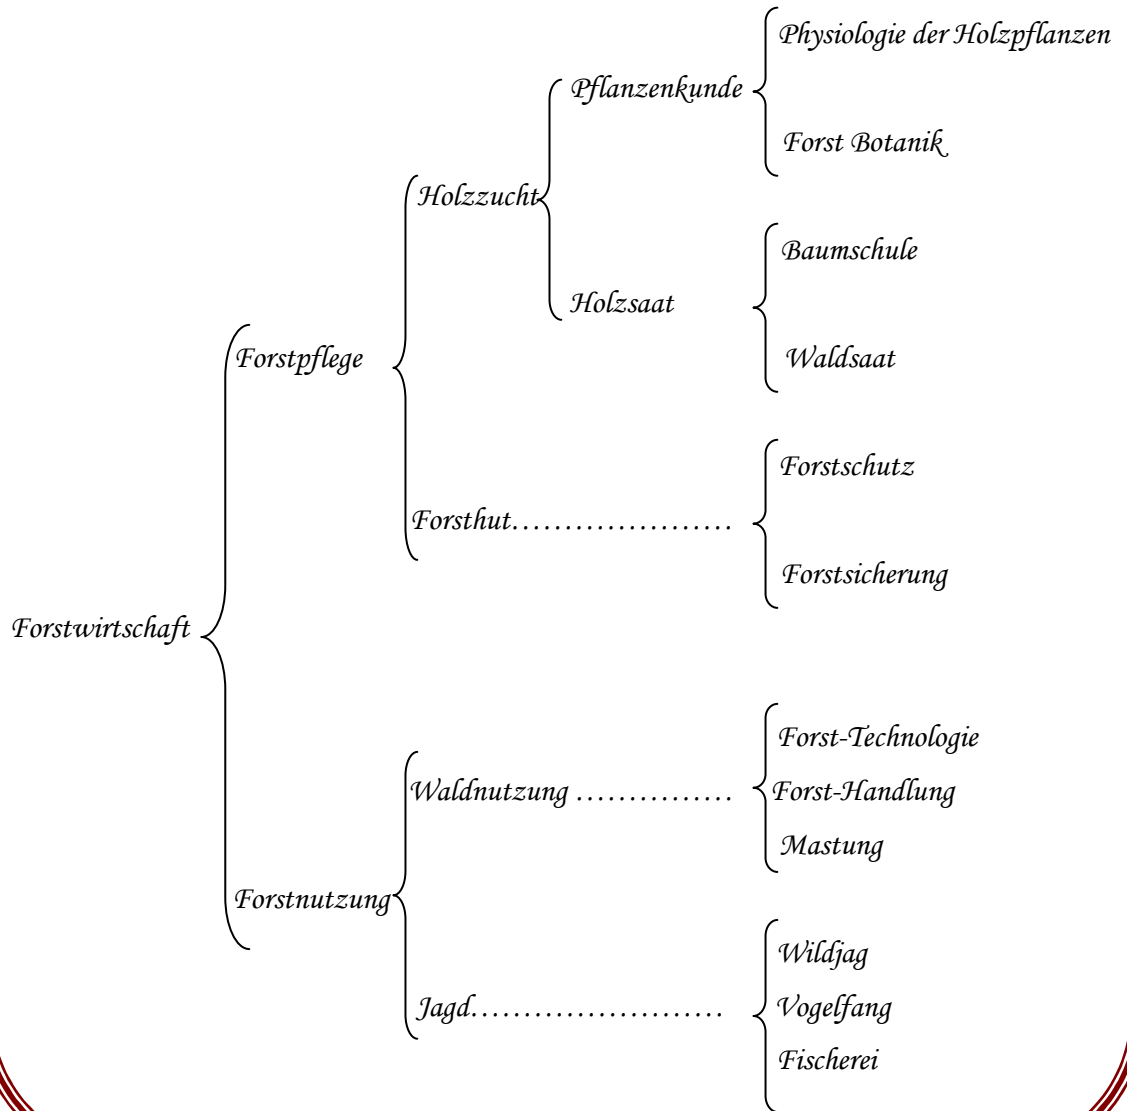 Physiologie der Holzpflanzen
Pflanzenkunde
Forst Botanik
Holzzucht
Baumschule
Holzsaat
Forstpflege
Waldsaat
Forstschutz
Forsthut.....................
Forstsicherung
Forstwirtschaft
Forst-Technologie
Waldnutzung ...............
Forst-Handlung
Mastung
Forstnutzung
Wildjag
Jagd........................
Vogelfang
Fischerei